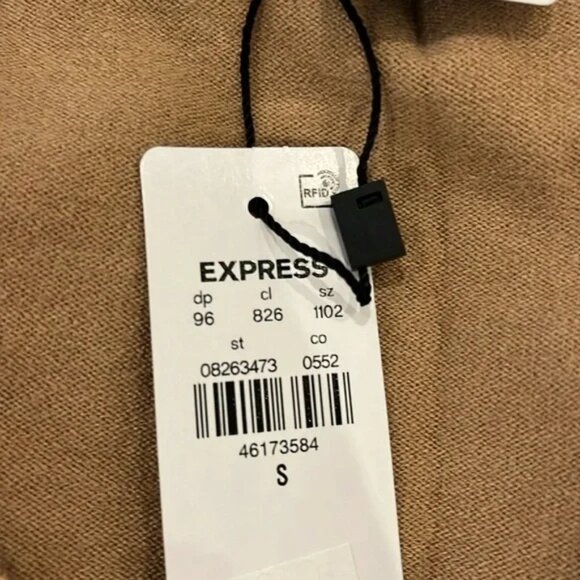 RFID
EXPRESS
dp cl sz
96 826 1102
st co
08263473 0552
46173584
S